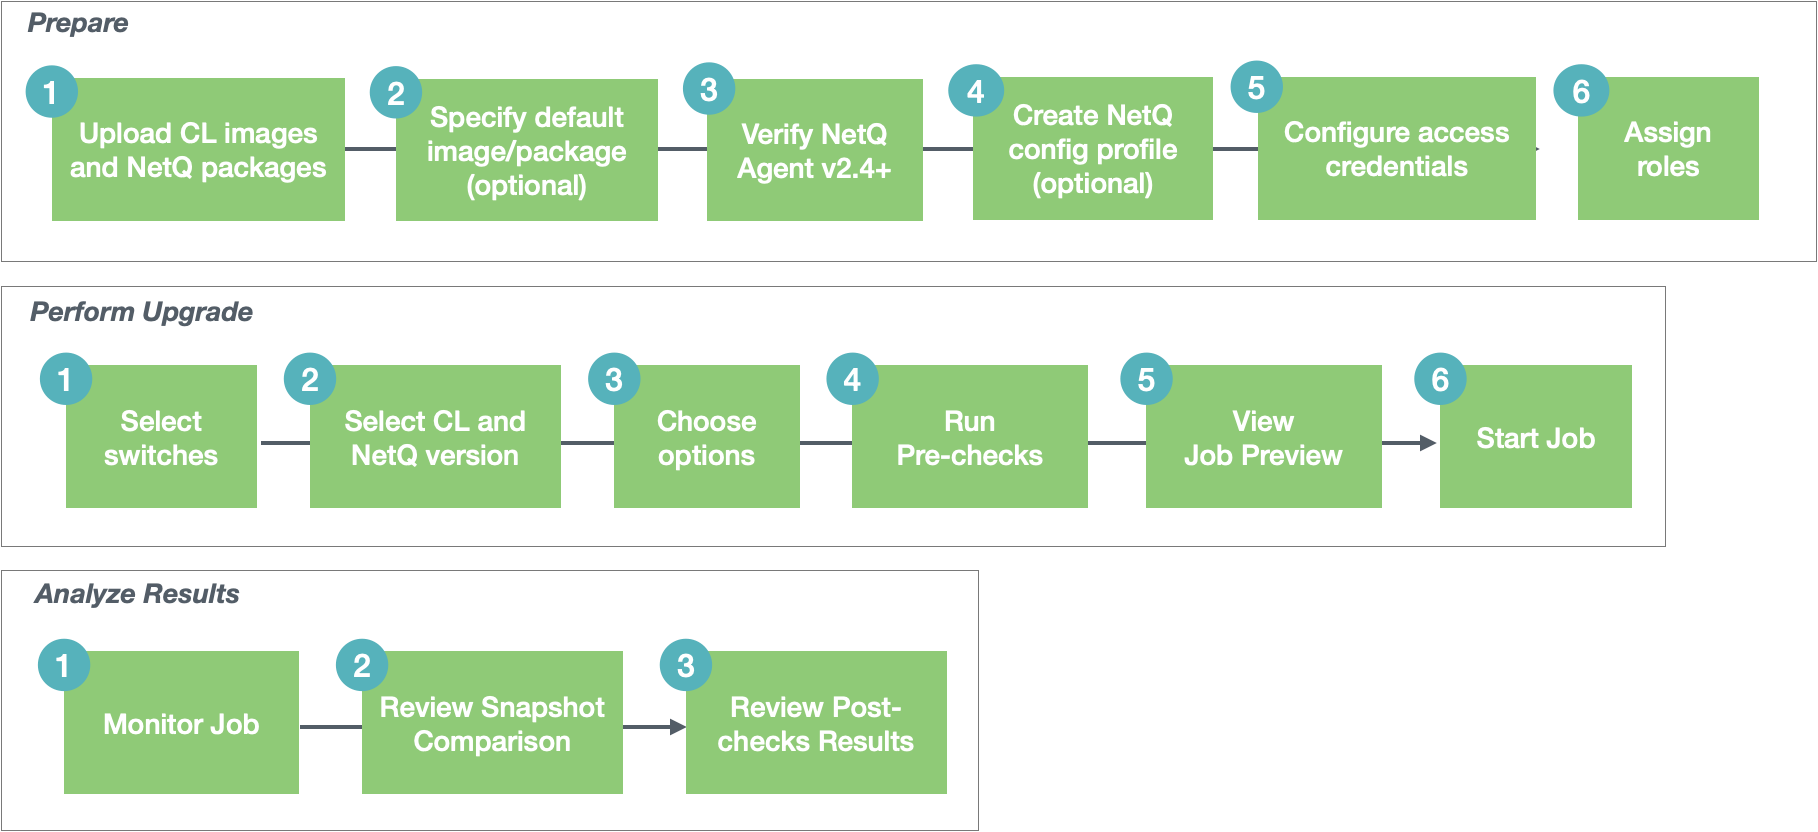 Prepare
1
Upload CL images
and NetQ packages
2
Specify default
image/package
(optional)
3
Verify NetQ
Agent v2.4+
4
Create NetQ
config profile
(optional)
5
Configure access
credentials
6
Assign
roles
Perform Upgrade
1
Select
switches
2
Select CL and
NetQ version
3
Choose
options
4
Run
Pre-checks
5
View
Job Preview
6
Start Job
Analyze Results
1
Monitor Job
2
Review Snapshot
Comparison
3
Review Post-
checks Results